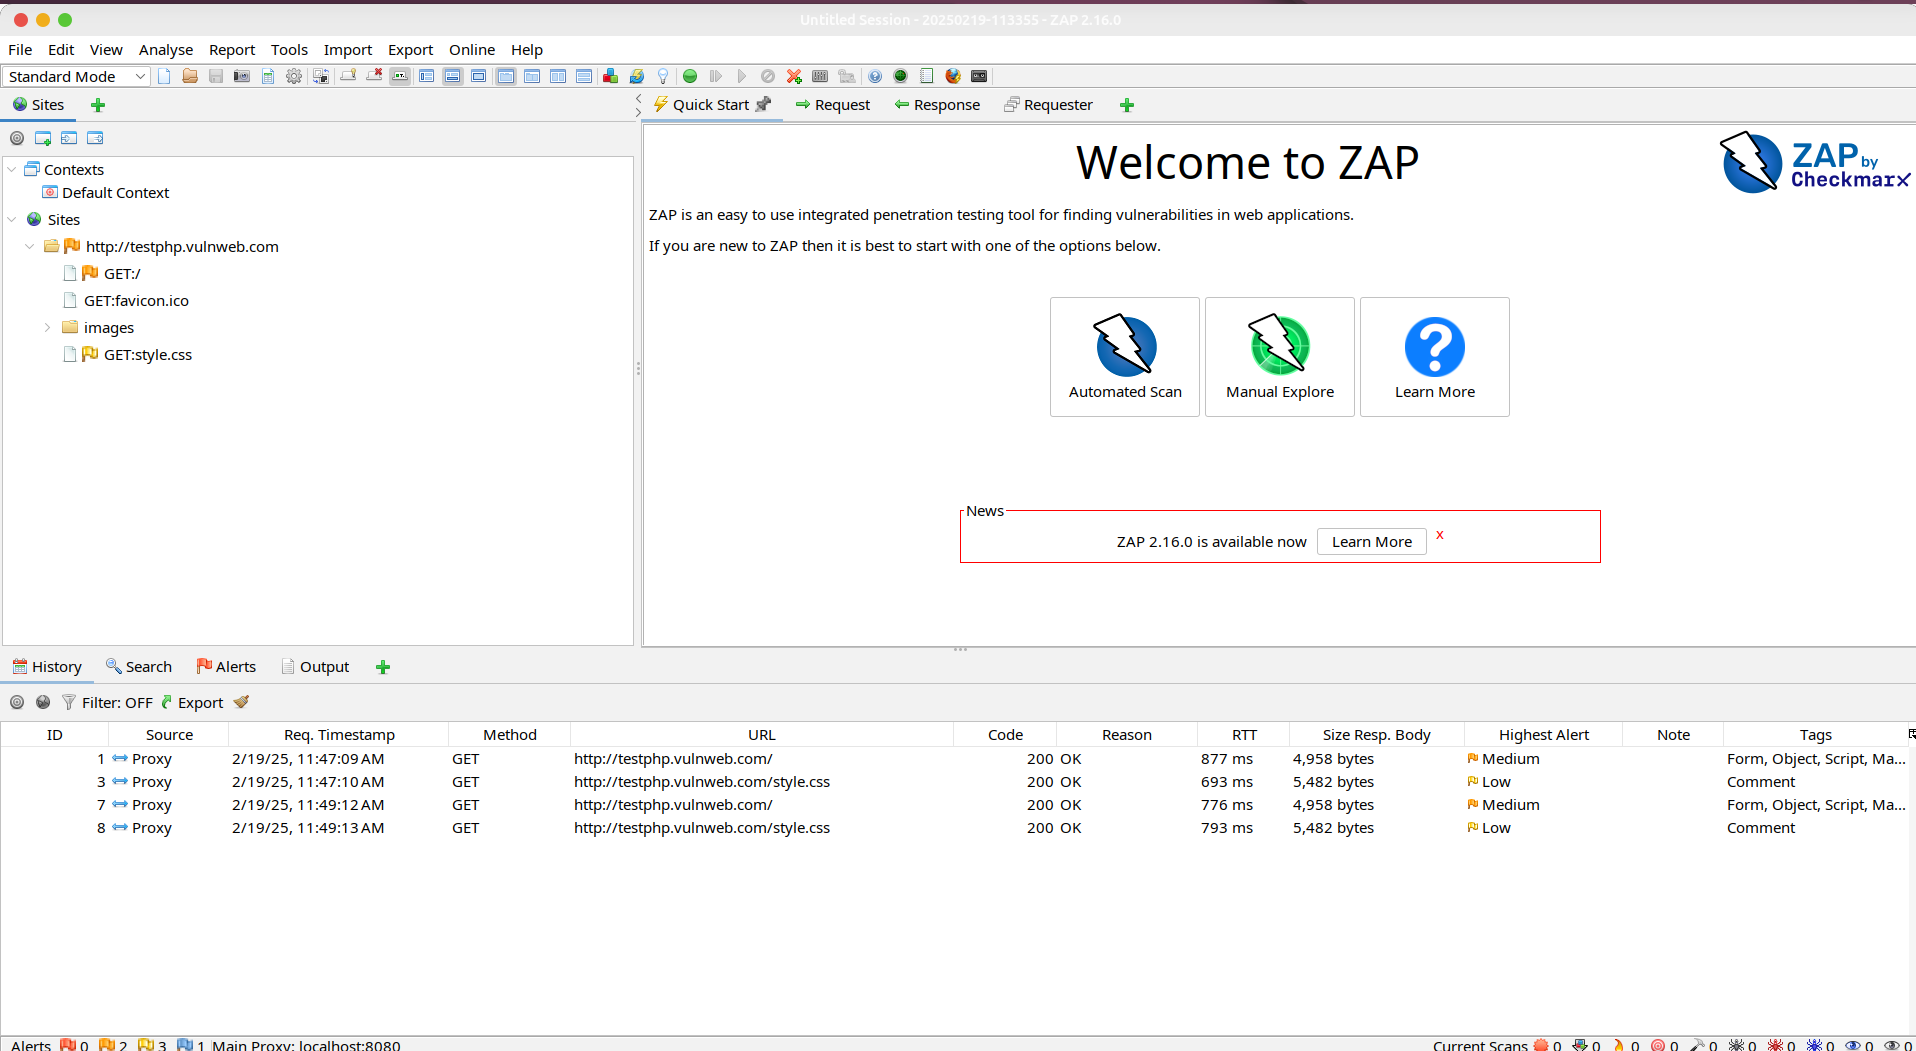 Untitled Session - 20250219-113355 - ZAP 2.16.0
File Edit View Analyse Report Tools Import Export Online Help
Standard Mode
Sites
Quick Start Request Response Requester
Contexts
Default Context
Sites
http://testphp.vulnweb.com
GET:/
GET:favicon.ico
images
GET:style.css
Welcome to ZAP
ZAP by
Checkmarx
ZAP is an easy to use integrated penetration testing tool for finding vulnerabilities in web applications.
If you are new to ZAP then it is best to start with one of the options below.
Automated Scan Manual Explore Learn More
News
ZAP 2.16.0 is available now Learn More x
History Search Alerts Output
Filter: OFF Export
ID Source Req. Timestamp Method URL Code Reason RTT Size Resp. Body Highest Alert Note Tags
1 Proxy 2/19/25, 11:47:09 AM GET http://testphp.vulnweb.com/ 200 OK 877 ms 4,958 bytes Medium Form, Object, Script, Ma...
3 Proxy 2/19/25, 11:47:10 AM GET http://testphp.vulnweb.com/style.css 200 OK 693 ms 5,482 bytes Low Comment
7 Proxy 2/19/25, 11:49:12 AM GET http://testphp.vulnweb.com/ 200 OK 776 ms 4,958 bytes Medium Form, Object, Script, Ma...
8 Proxy 2/19/25, 11:49:13 AM GET http://testphp.vulnweb.com/style.css 200 OK 793 ms 5,482 bytes Low Comment
Alerts 0 2 3 1 Main Proxy: localhost:8080 Current Scans 0 0 0 0 0 0 0 0 0 0